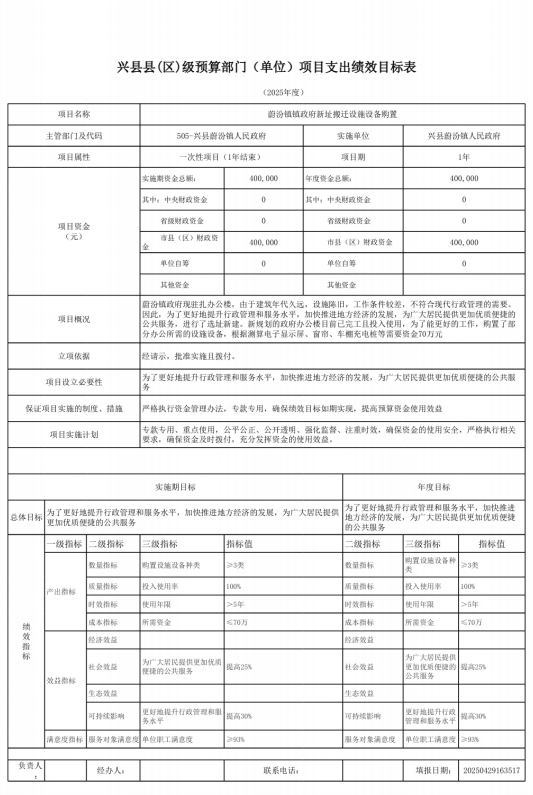 兴县县(区)级预算部门（单位）项目支出绩效目标表
（2025年度）
项目名称 蔚汾镇镇政府新址搬迁设施设备购置
主管部门及代码 505-兴县蔚汾镇人民政府 实施单位 兴县蔚汾镇人民政府
项目属性 一次性项目（1年结束） 项目期 1年
项目资金（元）
实施期资金总额： 400,000 年度资金总额： 400,000
其中：中央财政资金 0 其中：中央财政资金 0
省级财政资金 0 省级财政资金 0
市县（区）财政资金 400,000 市县（区）财政资金 400,000
单位自筹 0 单位自筹 0
其他资金 其他资金
项目概况
蔚汾镇政府现驻扎办公楼，由于建筑年代久远，设施陈旧，工作条件较差，不符合现代行政管理的需要。
因此，为了更好地提升行政管理和服务水平，加快推进地方经济的发展，为广大居民提供更加优质便捷的
公共服务，进行了选址新建。新规划的政府办公楼目前已完工且投入使用，为了能更好的工作，购置了部
分办公所需的设施设备，根据测算电子显示屏、窗帘、车棚充电桩等需要资金70万元
立项依据 经请示，批准实施且拨付。
项目设立必要性
为了更好地提升行政管理和服务水平，加快推进地方经济的发展，为广大居民提供更加优质便捷的公共服
务
保证项目实施的制度、措施 严格执行资金管理办法，专款专用，确保绩效目标如期实现，提高预算资金使用效益
项目实施计划
专款专用、重点使用，公平公正、公开透明、强化监督、注重时效，确保资金的使用安全，严格执行相关
要求，确保资金及时拨付，充分发挥资金的使用效益。
实施期目标 年度目标
总体目标
为了更好地提升行政管理和服务水平，加快推进地方经济的发展，为广大居民提供
更加优质便捷的公共服务
为了更好地提升行政管理和服务水平，加快推进
地方经济的发展，为广大居民提供更加优质便捷
的公共服务
绩效指标
一级指标 二级指标 三级指标 指标值 二级指标 三级指标 指标值
产出指标
数量指标 购置设施设备种类 ≥3类 数量指标 购置设施设备种类 ≥3类
质量指标 投入使用率 100% 质量指标 投入使用率 100%
时效指标 使用年限 >5年 时效指标 使用年限 >5年
成本指标 所需资金 ≤70万 成本指标 所需资金 ≤70万
效益指标
经济效益 经济效益
社会效益 为广大居民提供更加优质便捷的公共服务 提高25% 社会效益 为广大居民提供更加优质便捷的公共服务 提高25%
生态效益 生态效益
可持续影响 更好地提升行政管理和服务水平 提高30% 可持续影响 更好地提升行政管理和服务水平 提高30%
满意度指标 服务对象满意度 单位职工满意度 ≥93% 服务对象满意度 单位职工满意度 ≥93%
负责人： 经办人： 联系电话： 填报日期： 20250429163517